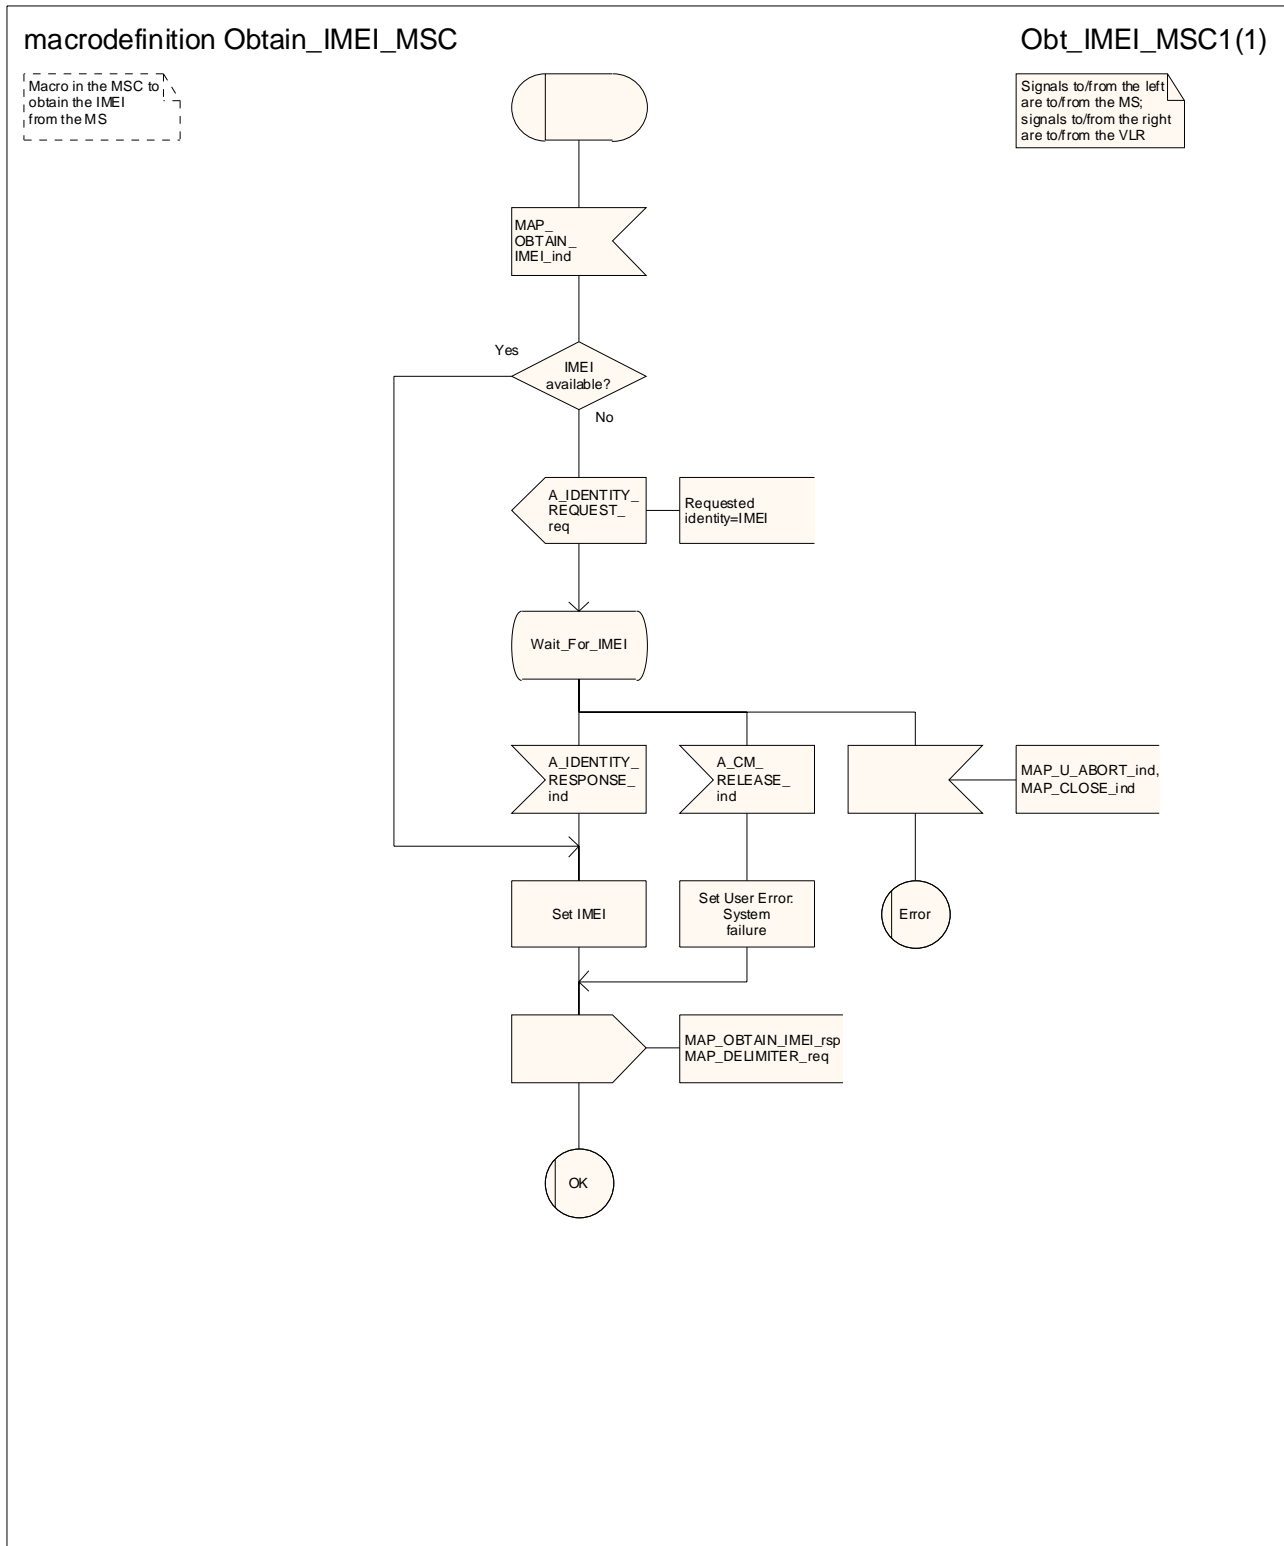 macrodefinition Obtain_IMEI_MSC
Obt_IMEI_MSC1(1)
Macro in the MSC to
obtain the IMEI
from the MS
Signals to/from the left
are to/from the MS;
signals to/from the right
are to/from the VLR
MAP_
OBTAIN_
IMEI_ind
Yes
IMEI
available?
No
A_IDENTITY_
REQUEST_
req
Requested
identity=IMEI
Wait_For_IMEI
A_IDENTITY_
RESPONSE_
ind
A_CM_
RELEASE_
ind
MAP_U_ABORT_ind,
MAP_CLOSE_ind
Set IMEI
Set User Error:
System
failure
Error
MAP_OBTAIN_IMEI_rsp
MAP_DELIMITER_req
OK